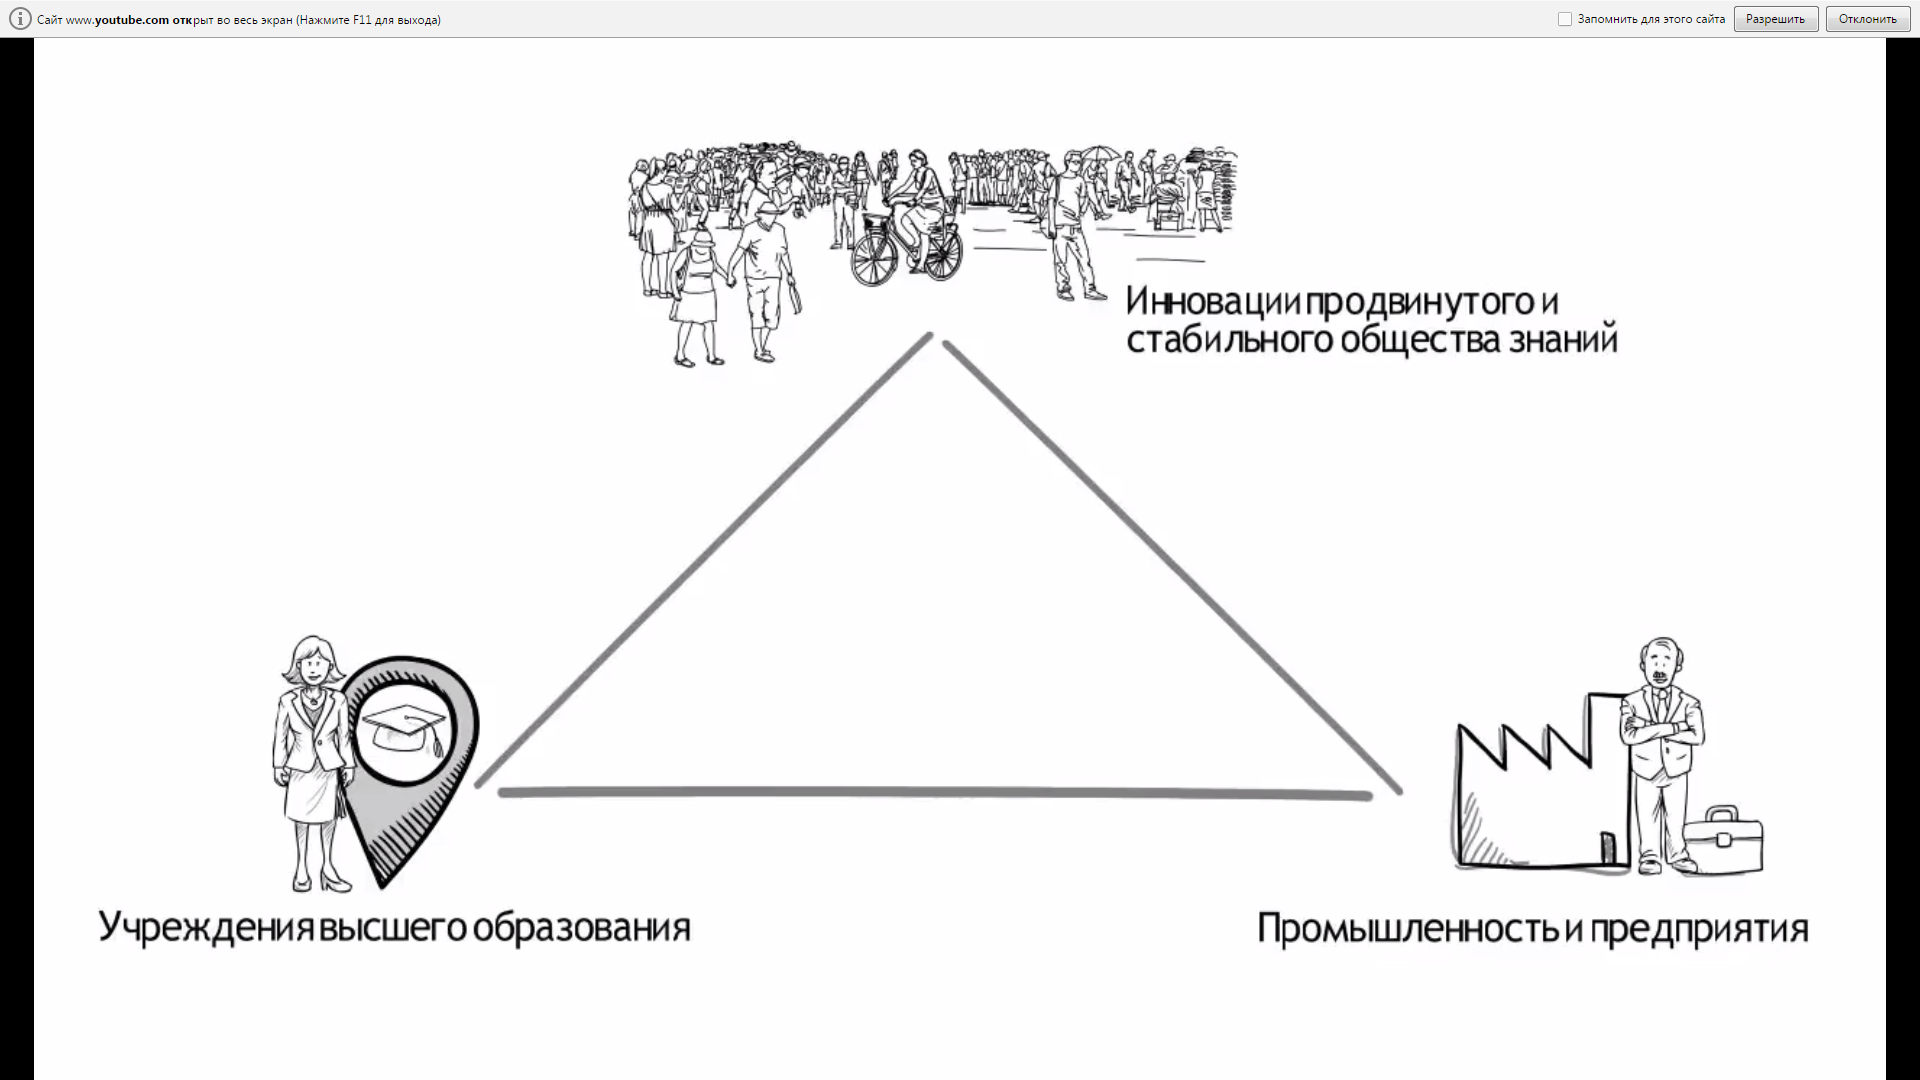 Сайт www.youtube.com открыт во весь экран (Нажмите F11 для выхода)
Запомнить для этого сайта
Разрешить
Отклонить
Инновации продвинутого и
стабильного общества знаний
Учреждения высшего образования
Промышленность и предприятия